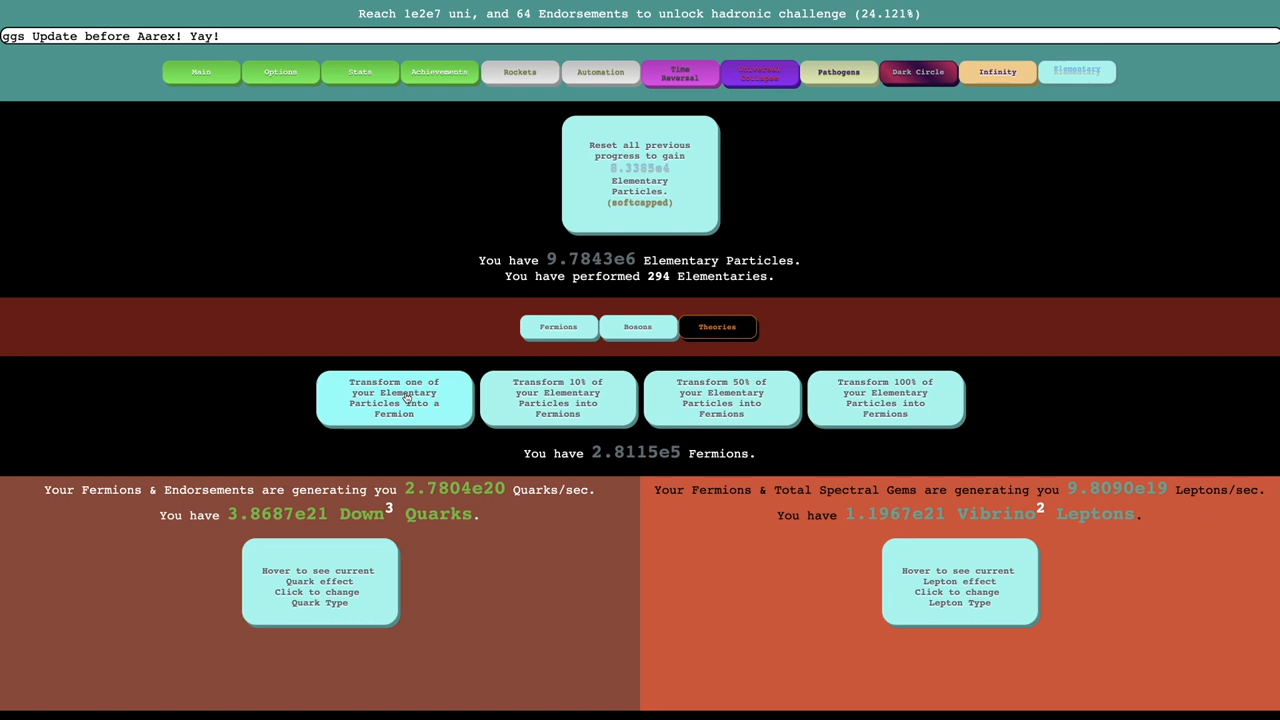 Reach 1e2e7 uni, and 64 Endorsements to unlock hadronic challenge (24.121%)
ggs Update before Aarex! Yay!
Main
Options
Stats
Achievements
Rockets
Automation
Time
Reversal
Universal
Collapse
Pathogens
Dark Circle
Infinity
Elementary
Reset all previous
progress to gain
8.3385e4
Elementary
Particles.
(softcapped)
You have 9.7843e6 Elementary Particles.
You have performed 294 Elementaries.
Fermions
Bosons
Theories
Transform one of
your Elementary
Particles into a
Fermion
Transform 10% of
your Elementary
Particles into
Fermions
Transform 50% of
your Elementary
Particles into
Fermions
Transform 100% of
your Elementary
Particles into
Fermions
You have 2.8115e5 Fermions.
Your Fermions & Endorsements are generating you 2.7804e20 Quarks/sec.
You have 3.8687e21 Down³ Quarks.
Hover to see current
Quark effect
Click to change
Quark Type
Your Fermions & Total Spectral Gems are generating you 9.8090e19 Leptons/sec.
You have 1.1967e21 Vibrino² Leptons.
Hover to see current
Lepton effect
Click to change
Lepton Type